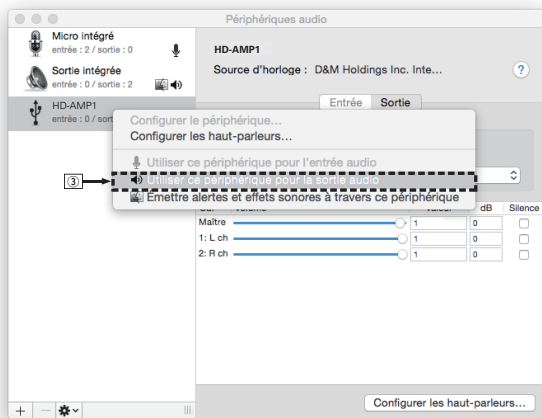 Périphériques audio
Micro intégré
entrée : 2 / sortie : 0
Sortie intégrée
entrée : 0 / sortie : 2
HD-AMP1
entrée : 0 / sort
HD-AMP1
Source d'horloge : D&M Holdings Inc. Inte...
?
Entrée Sortie
Configurer le périphérique...
Configurer les haut-parleurs...
Utiliser ce périphérique pour l'entrée audio
③ Utiliser ce périphérique pour la sortie audio
Émettre alertes et effets sonores à travers ce périphérique
Volume Valeur dB Silence
Maître 1 0
1: L ch 1 0
2: R ch 1 0
Configurer les haut-parleurs...